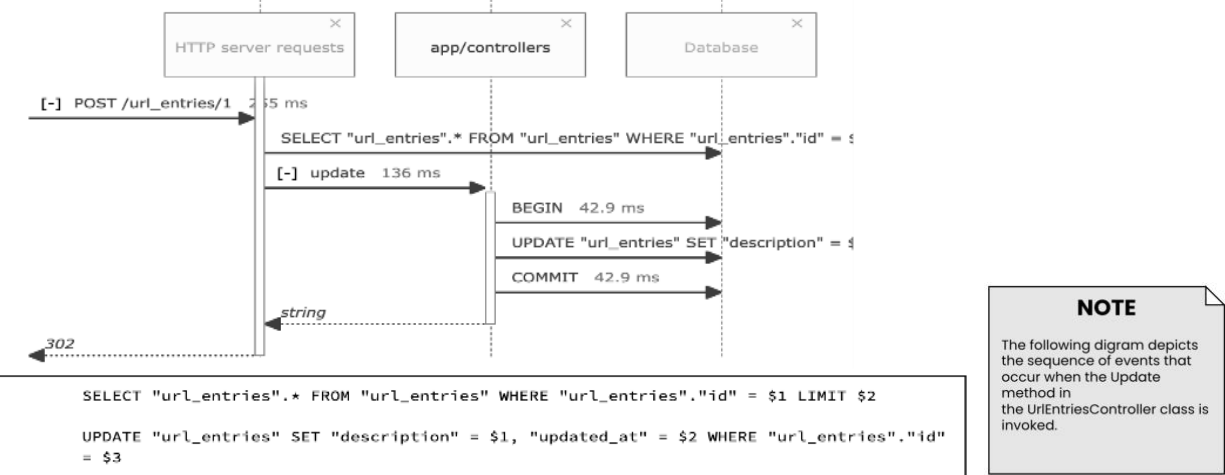 HTTP server requests
app/controllers
Database
[-] POST /url_entries/1 255 ms
SELECT "url_entries".* FROM "url_entries" WHERE "url_entries"."id" = $
[-] update 136 ms
BEGIN 42.9 ms
UPDATE "url_entries" SET "description" = $
COMMIT 42.9 ms
string
302
SELECT "url_entries".* FROM "url_entries" WHERE "url_entries"."id" = $1 LIMIT $2
UPDATE "url_entries" SET "description" = $1, "updated_at" = $2 WHERE "url_entries"."id"
= $3
NOTE
The following digram depicts
the sequence of events that
occur when the Update
method in
the UrlEntriesController class is
invoked.